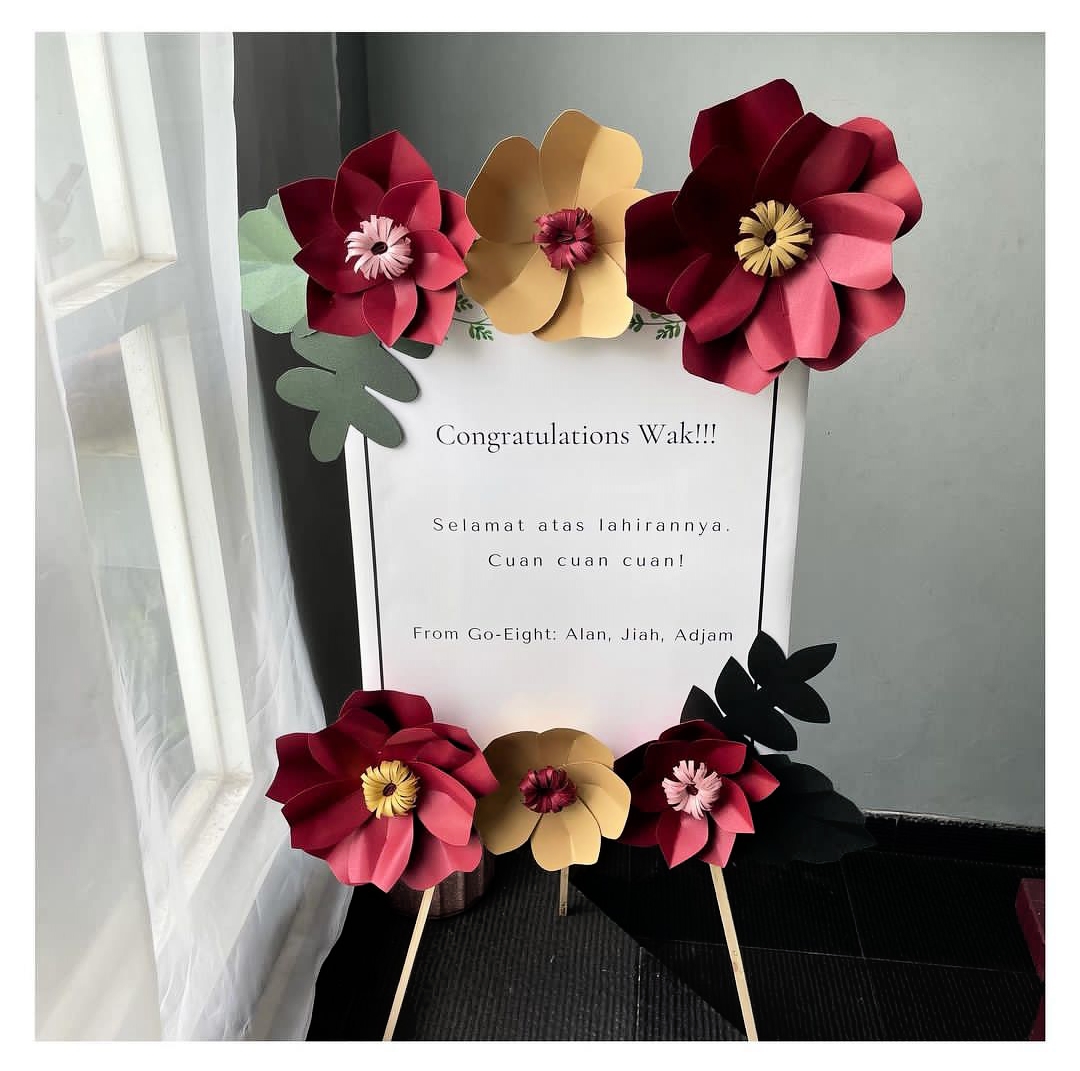 Congratulations Wak!!!
Selamat atas lahirannya.
Cuan cuan cuan!
From Go-Eight: Alan, Jiah, Adjam